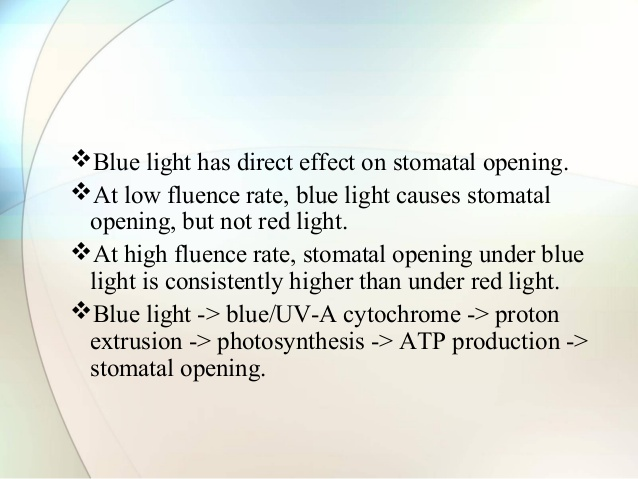 ❖Blue light has direct effect on stomatal opening.
❖At low fluence rate, blue light causes stomatal
opening, but not red light.
❖At high fluence rate, stomatal opening under blue
light is consistently higher than under red light.
❖Blue light -> blue/UV-A cytochrome -> proton
extrusion -> photosynthesis -> ATP production ->
stomatal opening.